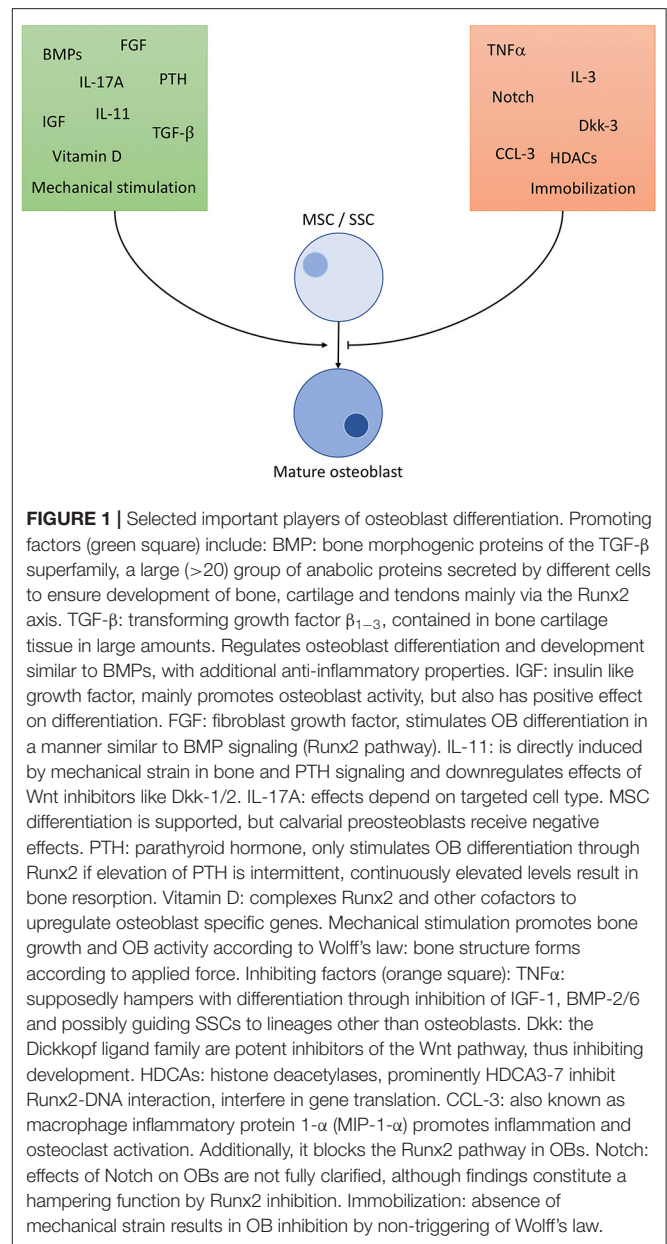 BMPs
FGF
IL-17A
PTH
IGF
IL-11
TGF-β
Vitamin D
Mechanical stimulation
TNFα
IL-3
Notch
Dkk-3
CCL-3
HDACs
Immobilization
MSC / SSC
Mature osteoblast
FIGURE 1 | Selected important players of osteoblast differentiation. Promoting
factors (green square) include: BMP: bone morphogenic proteins of the TGF-β
superfamily, a large (>20) group of anabolic proteins secreted by different cells
to ensure development of bone, cartilage and tendons mainly via the Runx2
axis. TGF-β: transforming growth factor β1–3, contained in bone cartilage
tissue in large amounts. Regulates osteoblast differentiation and development
similar to BMPs, with additional anti-inflammatory properties. IGF: insulin like
growth factor, mainly promotes osteoblast activity, but also has positive effect
on differentiation. FGF: fibroblast growth factor, stimulates OB differentiation in
a manner similar to BMP signaling (Runx2 pathway). IL-11: is directly induced
by mechanical strain in bone and PTH signaling and downregulates effects of
Wnt inhibitors like Dkk-1/2. IL-17A: effects depend on targeted cell type. MSC
differentiation is supported, but calvarial preosteoblasts receive negative
effects. PTH: parathyroid hormone, only stimulates OB differentiation through
Runx2 if elevation of PTH is intermittent, continuously elevated levels result in
bone resorption. Vitamin D: complexes Runx2 and other cofactors to
upregulate osteoblast specific genes. Mechanical stimulation promotes bone
growth and OB activity according to Wolff's law: bone structure forms
according to applied force. Inhibiting factors (orange square): TNFα:
supposedly hampers with differentiation through inhibition of IGF-1, BMP-2/6
and possibly guiding SSCs to lineages other than osteoblasts. Dkk: the
Dickkopf ligand family are potent inhibitors of the Wnt pathway, thus inhibiting
development. HDCAs: histone deacetylases, prominently HDCA3-7 inhibit
Runx2-DNA interaction, interfere in gene translation. CCL-3: also known as
macrophage inflammatory protein 1-α (MIP-1-α) promotes inflammation and
osteoclast activation. Additionally, it blocks the Runx2 pathway in OBs. Notch:
effects of Notch on OBs are not fully clarified, although findings constitute a
hampering function by Runx2 inhibition. Immobilization: absence of
mechanical strain results in OB inhibition by non-triggering of Wolff's law.